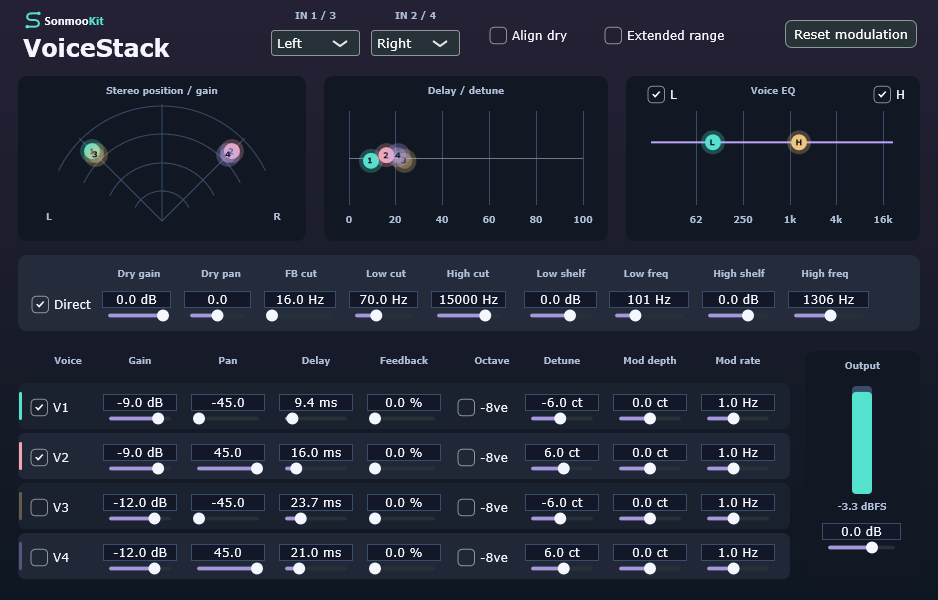 SonmooKit
VoiceStack
IN 1 / 3
IN 2 / 4
Left
Right
Align dry
Extended range
Reset modulation
Stereo position / gain
1
3
4
2
L
R
Delay / detune
1
2
4
3
0
20
40
60
80
100
L
Voice EQ
H
L
H
62
250
1k
4k
16k
Dry gain
Dry pan
FB cut
Low cut
High cut
Low shelf
Low freq
High shelf
High freq
Direct
0.0 dB
0.0
16.0 Hz
70.0 Hz
15000 Hz
0.0 dB
101 Hz
0.0 dB
1306 Hz
Voice
Gain
Pan
Delay
Feedback
Octave
Detune
Mod depth
Mod rate
V1
-9.0 dB
-45.0
9.4 ms
0.0 %
-8ve
-6.0 ct
0.0 ct
1.0 Hz
V2
-9.0 dB
45.0
16.0 ms
0.0 %
-8ve
6.0 ct
0.0 ct
1.0 Hz
V3
-12.0 dB
-45.0
23.7 ms
0.0 %
-8ve
-6.0 ct
0.0 ct
1.0 Hz
V4
-12.0 dB
45.0
21.0 ms
0.0 %
-8ve
6.0 ct
0.0 ct
1.0 Hz
Output
-3.3 dBFS
0.0 dB